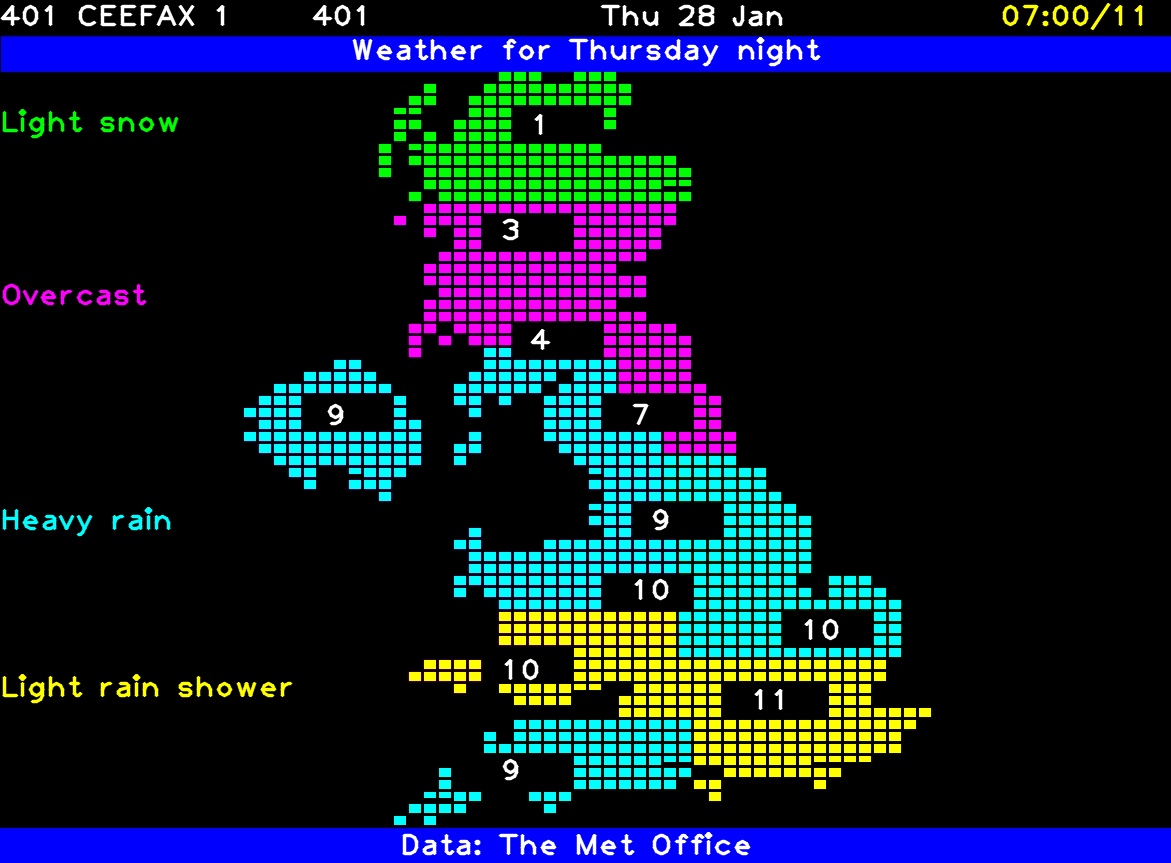 401 CEEFAX 1 401 Thu 28 Jan 07:00/11
Weather for Thursday night
Light snow
1
3
Overcast
4
9
7
Heavy rain
9
10
10
10
Light rain shower
11
9
Data: The Met Office